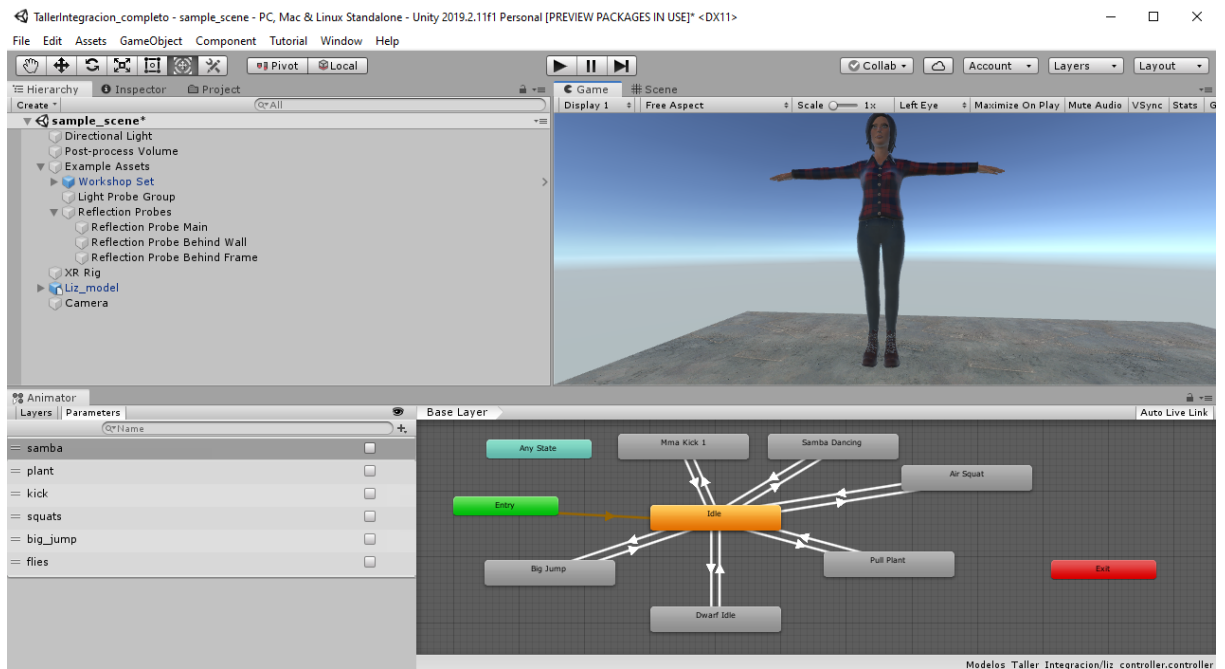 TallerIntegracion_completo - sample_scene - PC, Mac & Linux Standalone - Unity 2019.2.11f1 Personal [PREVIEW PACKAGES IN USE]* <DX11>
File Edit Assets GameObject Component Tutorial Window Help
Pivot Local Collab Account Layers Layout
Hierarchy Inspector Project
Create All
sample_scene*
Directional Light
Post-process Volume
Example Assets
Workshop Set
Light Probe Group
Reflection Probes
Reflection Probe Main
Reflection Probe Behind Wall
Reflection Probe Behind Frame
XR Rig
Liz_model
Camera
Game Scene
Display 1 Free Aspect Scale 1x Left Eye Maximize On Play Mute Audio VSync Stats G
Animator
Layers Parameters
Name
samba
plant
kick
squats
big_jump
flies
Base Layer Auto Live Link
Any State
Mma Kick 1
Samba Dancing
Air Squat
Entry
Idle
Big Jump
Pull Plant
Exit
Dwarf Idle
Modelos_Taller_Integracion/liz_controller.controller